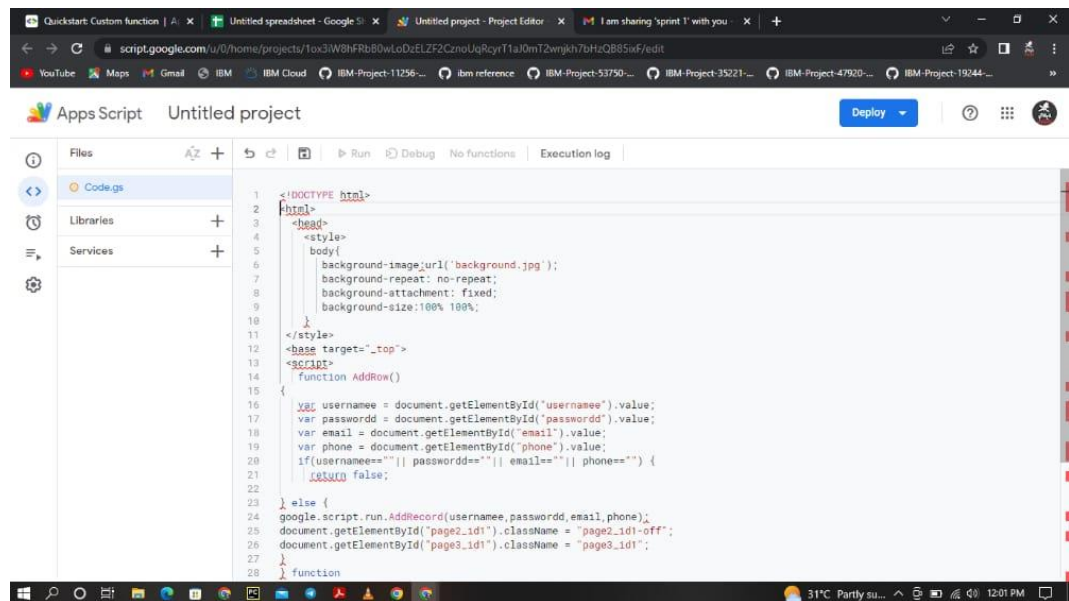 Quickstart: Custom function | A
Untitled spreadsheet - Google S
Untitled project - Project Editor -
I am sharing 'sprint 1' with you -
script.google.com/u/0/home/projects/
YouTube
Maps
Gmail
IBM
IBM Cloud
IBM-Project-11256-...
ibm reference
IBM-Project-53750-...
IBM-Project-35221-...
IBM-Project-47920-...
IBM-Project-19244-...
Apps Script
Untitled project
Deploy
Files
AZ
Run
Debug
No functions
Execution log
Code.gs
Libraries
Services
1 <!DOCTYPE html>
2 <html>
3 <head>
4 <style>
5 body{
6 background-image:url('background.jpg');
7 background-repeat: no-repeat;
8 background-attachment: fixed;
9 background-size:100% 100%;
10 }
11 </style>
12 <base target="_top">
13 <script>
14 function AddRow()
15 {
16 var usernamee = document.getElementById("usernamee").value;
17 var passwordd = document.getElementById("passwordd").value;
18 var email = document.getElementById("email").value;
19 var phone = document.getElementById("phone").value;
20 if(usernamee==""|| passwordd==""|| email==""|| phone=="") {
21 return false;
22
23 } else {
24 google.script.run.AddRecord(usernamee,passwordd,email,phone);
25 document.getElementById("page2_id1").className = "page2_id1-off";
26 document.getElementById("page3_id1").className = "page3_id1";
27 }
28 } function
31°C Partly su...
12:01 PM